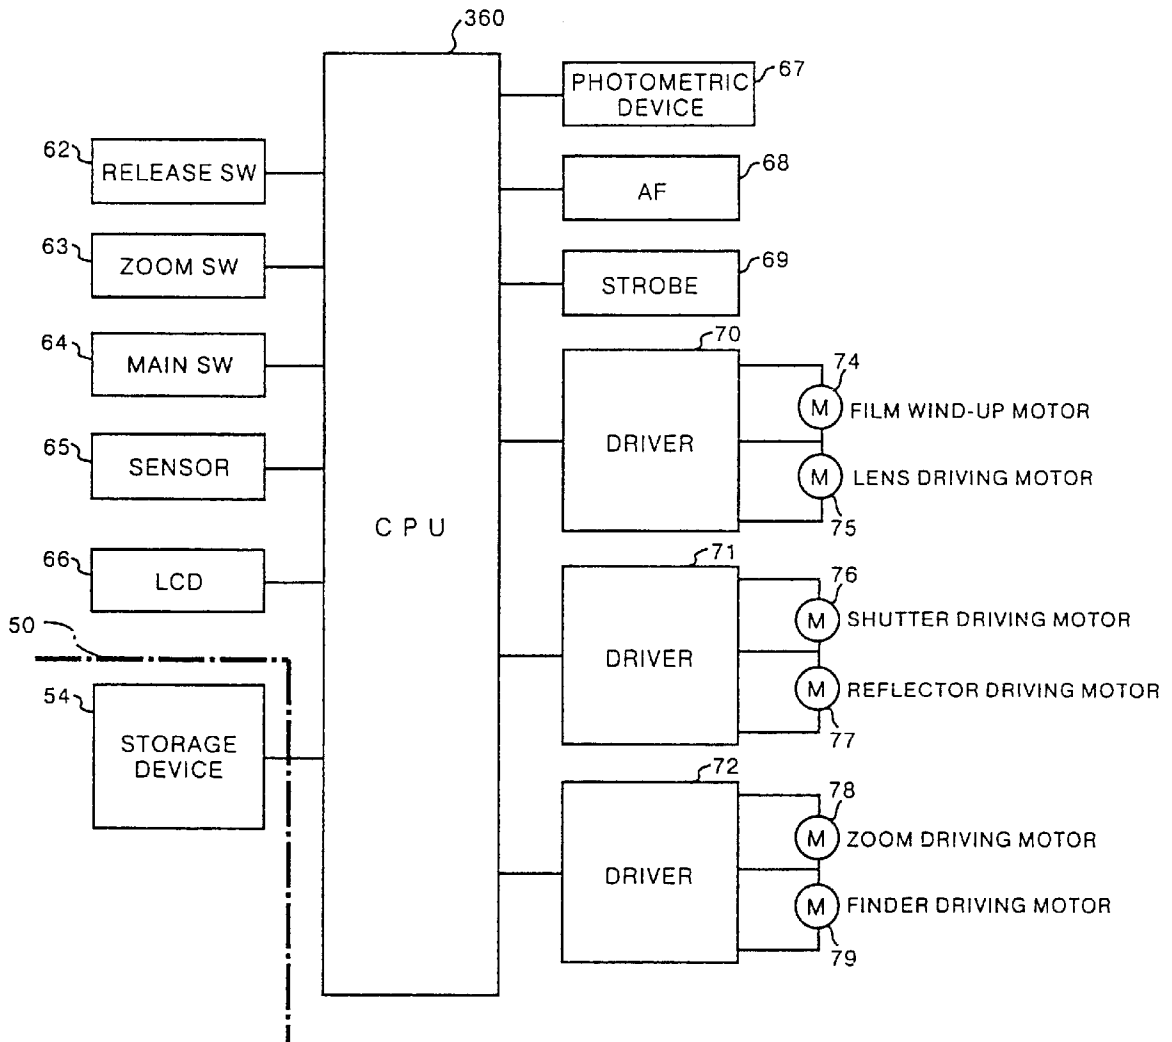 360
PHOTOMETRIC
DEVICE
67
62
RELEASE SW
AF
68
63
ZOOM SW
STROBE
69
64
MAIN SW
70
DRIVER
74
M
FILM WIND-UP MOTOR
M
LENS DRIVING MOTOR
75
65
SENSOR
CPU
66
LCD
71
DRIVER
76
M
SHUTTER DRIVING MOTOR
M
REFLECTOR DRIVING MOTOR
77
50
54
STORAGE
DEVICE
72
DRIVER
78
M
ZOOM DRIVING MOTOR
M
FINDER DRIVING MOTOR
79